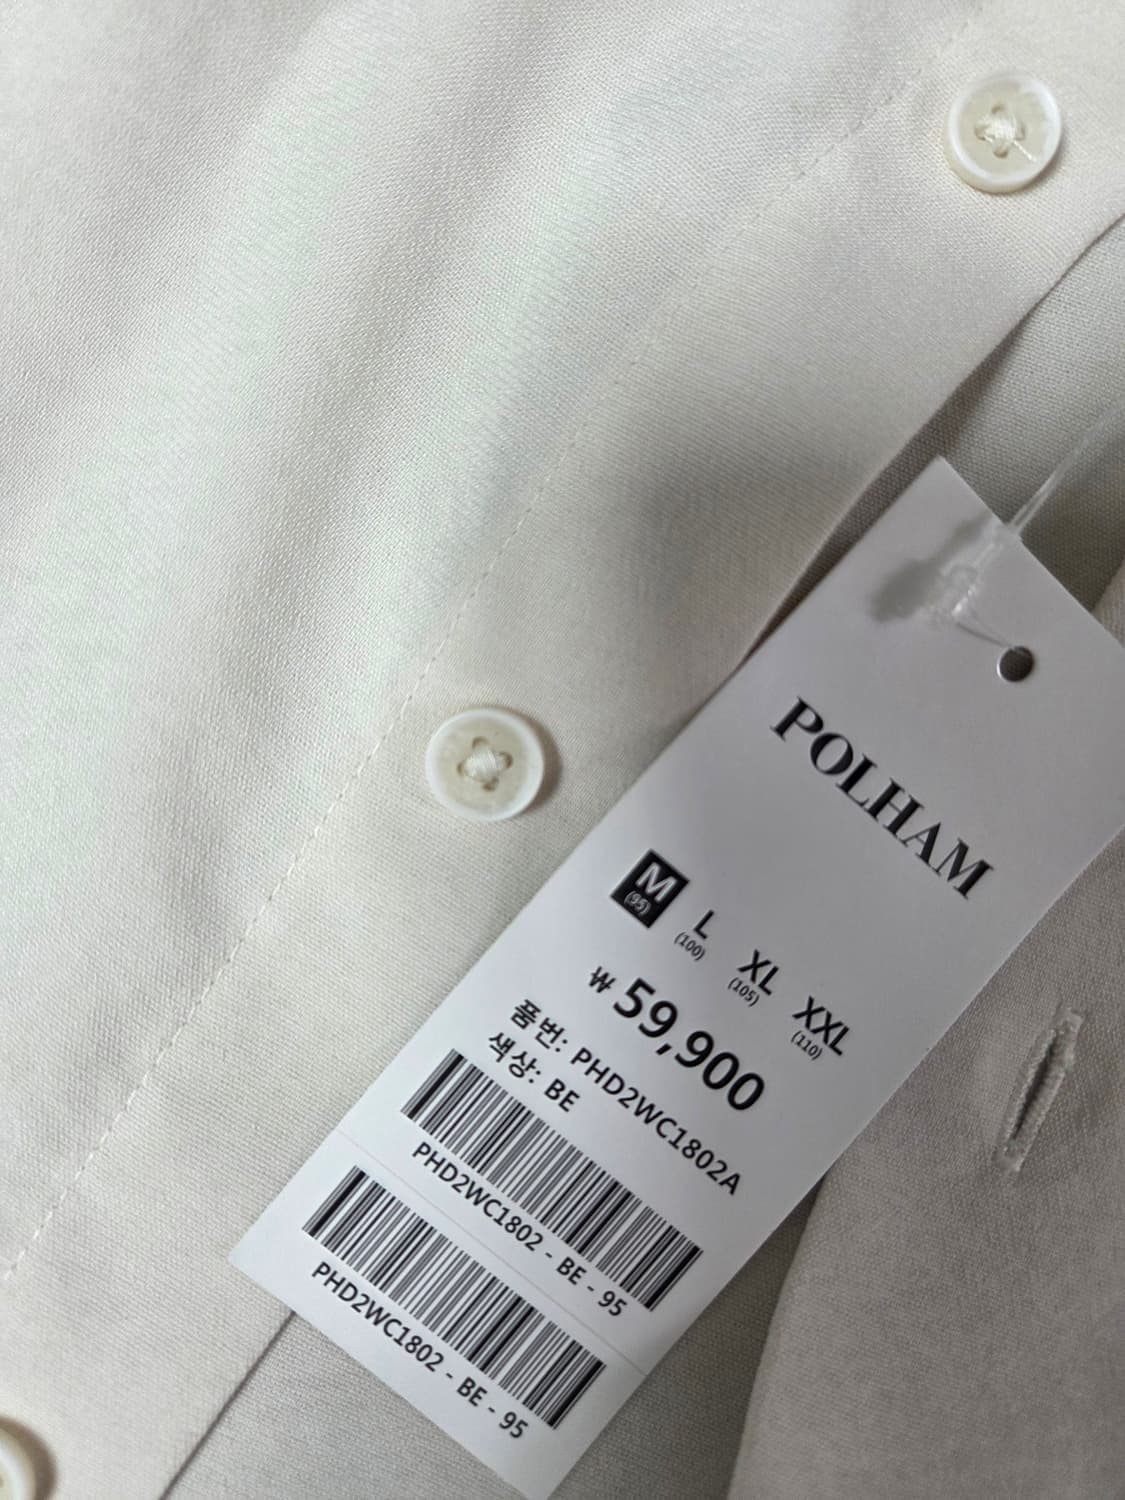 POLHAM
M L XL XXL
(95) (100) (105) (110)
₩ 59,900
품번: PHD2WC1802A
색상: BE
PHD2WC1802 - BE - 95
PHD2WC1802 - BE - 95